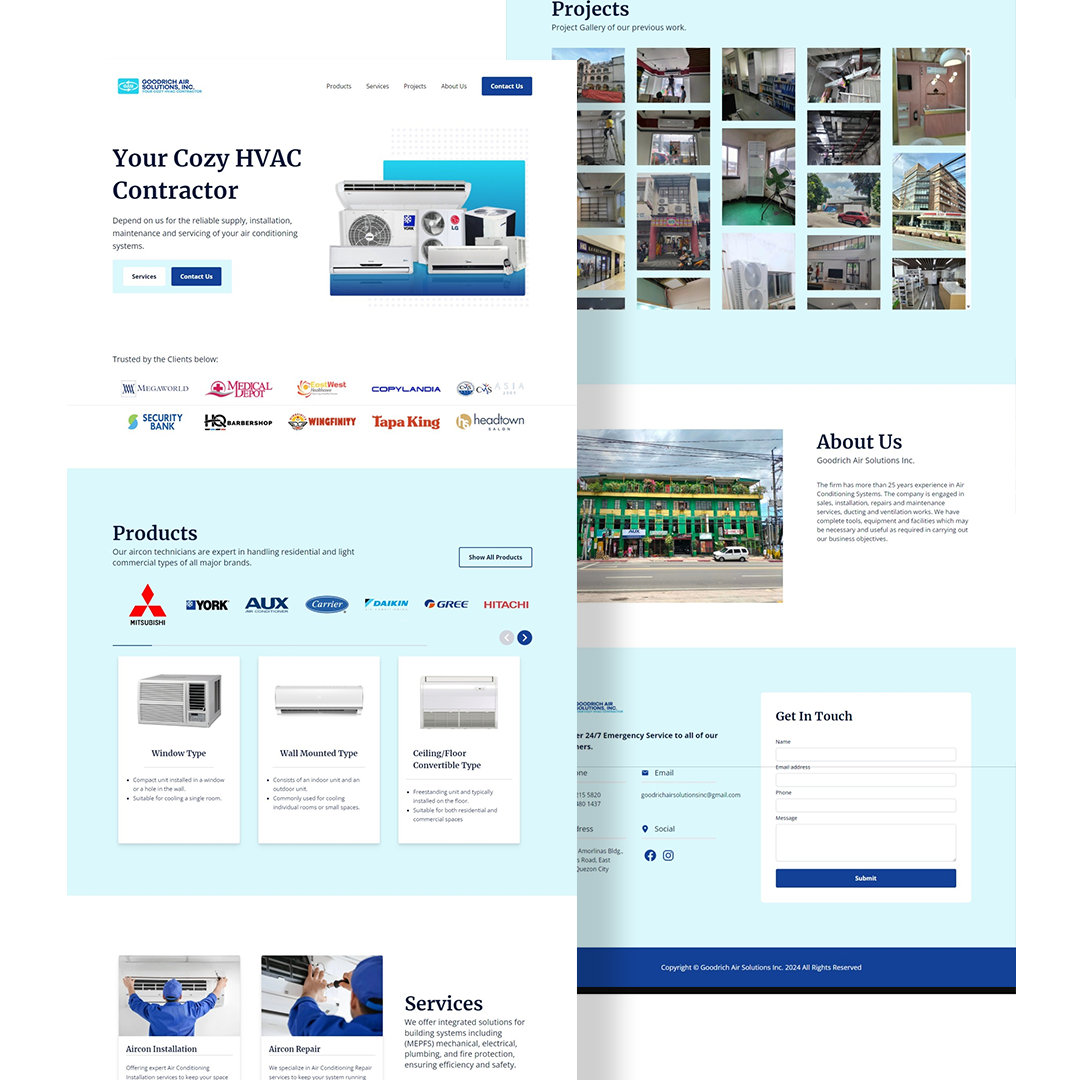 GOODRICH AIR
SOLUTIONS, INC.
YOUR COZY HVAC CONTRACTOR
Products
Services
Projects
About Us
Contact Us
Your Cozy HVAC
Contractor
Depend on us for the reliable supply, installation,
maintenance and servicing of your air conditioning
systems.
Services
Contact Us
YORK
LG
Trusted by the Clients below:
MEGAWORLD
MEDICAL
DEPOT
EastWest
Healthcare
COPYLANDIA
CVS
ASIA
SECURITY
BANK
HQ BARBERSHOP
WINGFINITY
Tapa King
headtown
SALON
Products
Our aircon technicians are expert in handling residential and light
commercial types of all major brands.
Show All Products
MITSUBISHI
YORK
AUX
AIR CONDITIONER
Carrier
DAIKIN
GREE
HITACHI
Window Type
Compact unit installed in a window
or a hole in the wall.
Suitable for cooling a single room.
Wall Mounted Type
Consists of an indoor unit and an
outdoor unit.
Commonly used for cooling
individual rooms or small spaces.
Ceiling/Floor
Convertible Type
Freestanding unit and typically
installed on the floor.
Suitable for both residential and
commercial spaces
Aircon Installation
Offering expert Air Conditioning
Installation services to keep your space
Aircon Repair
We specialize in Air Conditioning Repair
services to keep your system running
Services
We offer integrated solutions for
building systems including
(MEPFS) mechanical, electrical,
plumbing, and fire protection,
ensuring efficiency and safety.
Projects
Project Gallery of our previous work.
About Us
Goodrich Air Solutions Inc.
The firm has more than 25 years experience in Air
Conditioning Systems. The company is engaged in
sales, installation, repairs and maintenance
services, ducting and ventilation works. We have
complete tools, equipment and facilities which may
be necessary and useful as required in carrying out
our business objectives.
AUX
GOODRICH AIR
SOLUTIONS, INC.
er 24/7 Emergency Service to all of our
ners.
one
215 5820
480 1437
Email
goodrichairsolutionsinc@gmail.com
dress
Amorlinas Bldg.,
s Road, East
Quezon City
Social
Get In Touch
Name
Email address
Phone
Message
Submit
Copyright © Goodrich Air Solutions Inc. 2024 All Rights Reserved